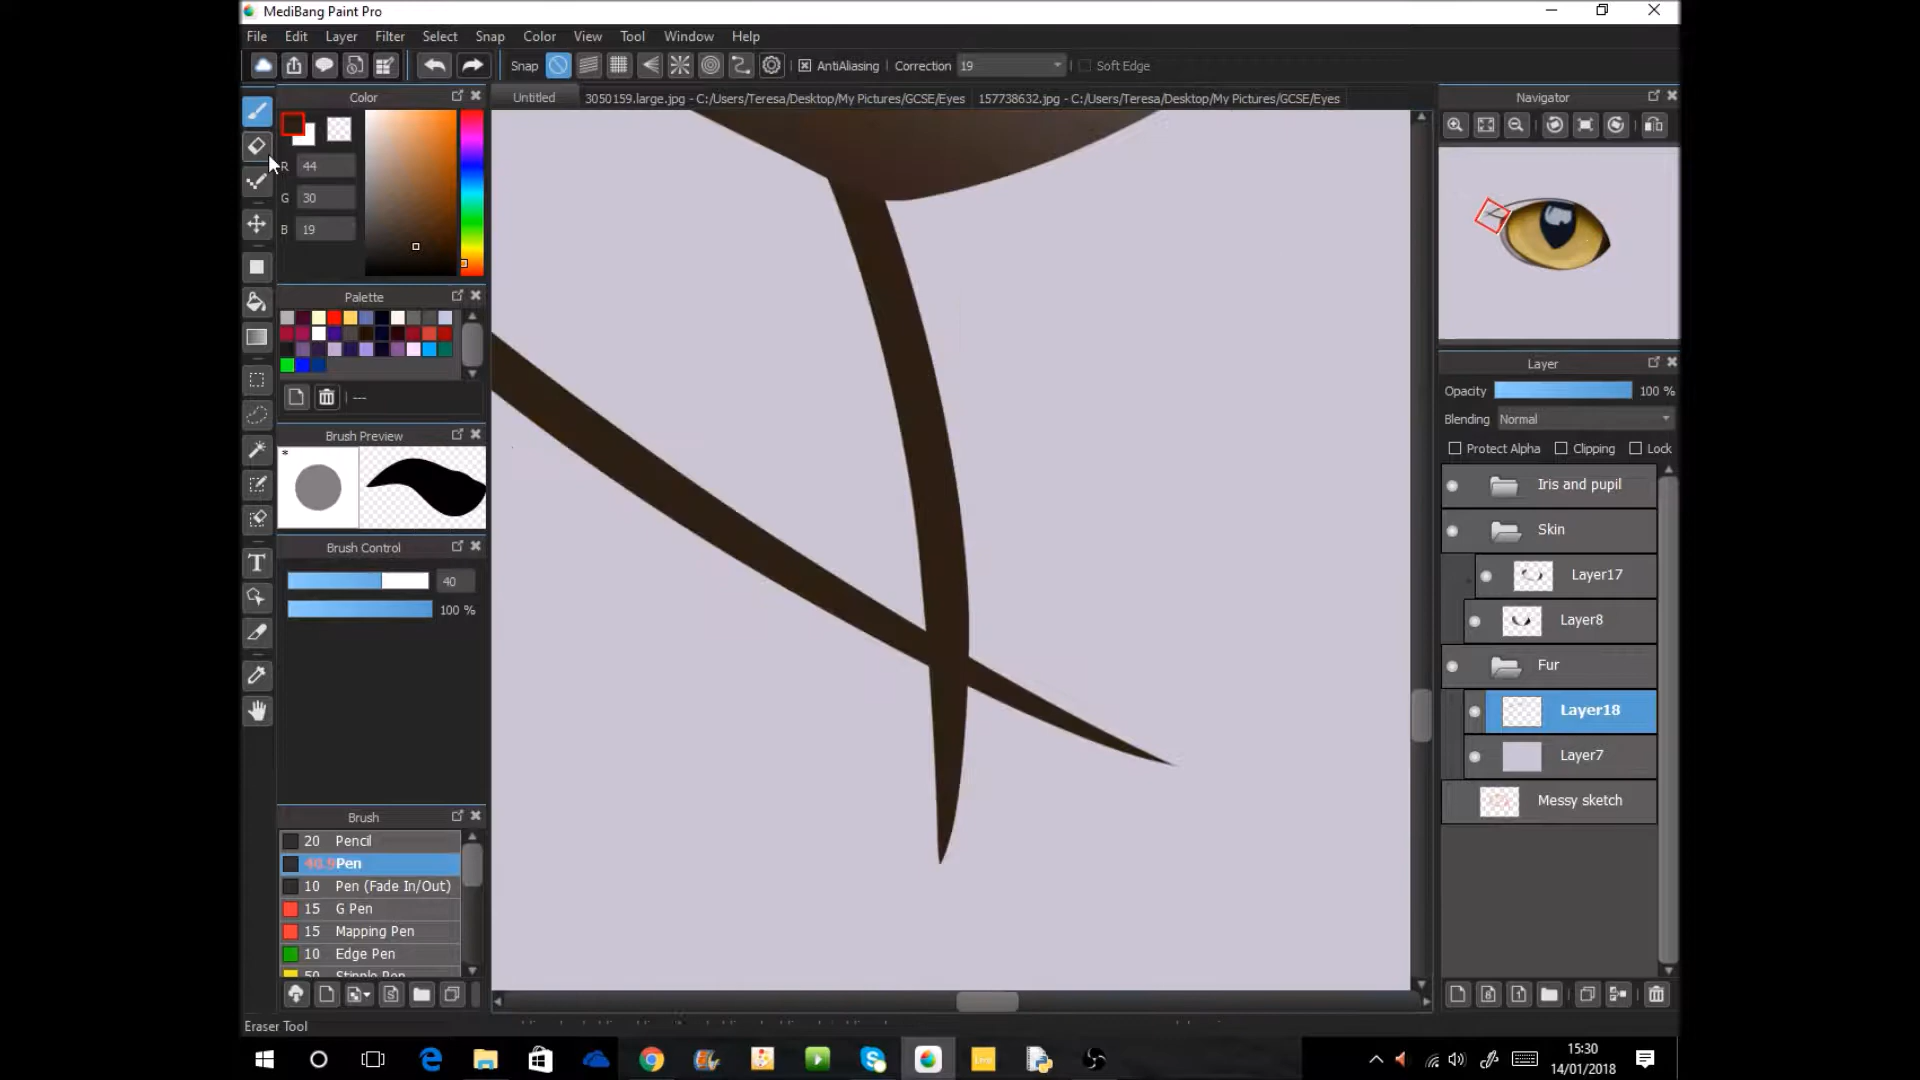 MediBang Paint Pro
File Edit Layer Filter Select Snap Color View Tool Window Help
Snap AntiAliasing Correction 19 Soft Edge
Color
Untitled 3050159.large.jpg - C:/Users/Teresa/Desktop/My Pictures/GCSE/Eyes 157738632.jpg - C:/Users/Teresa/Desktop/My Pictures/GCSE/Eyes
Navigator
R 44
G 30
B 19
Palette
---
Brush Preview
*
Brush Control
40
100 %
Brush
20 Pencil
Pen
10 Pen (Fade In/Out)
15 G Pen
15 Mapping Pen
10 Edge Pen
50 Stipple Pen
Layer
Opacity 100 %
Blending Normal
Protect Alpha Clipping Lock
Iris and pupil
Skin
Layer17
Layer8
Fur
Layer18
Layer7
Messy sketch
Eraser Tool
15:30
14/01/2018